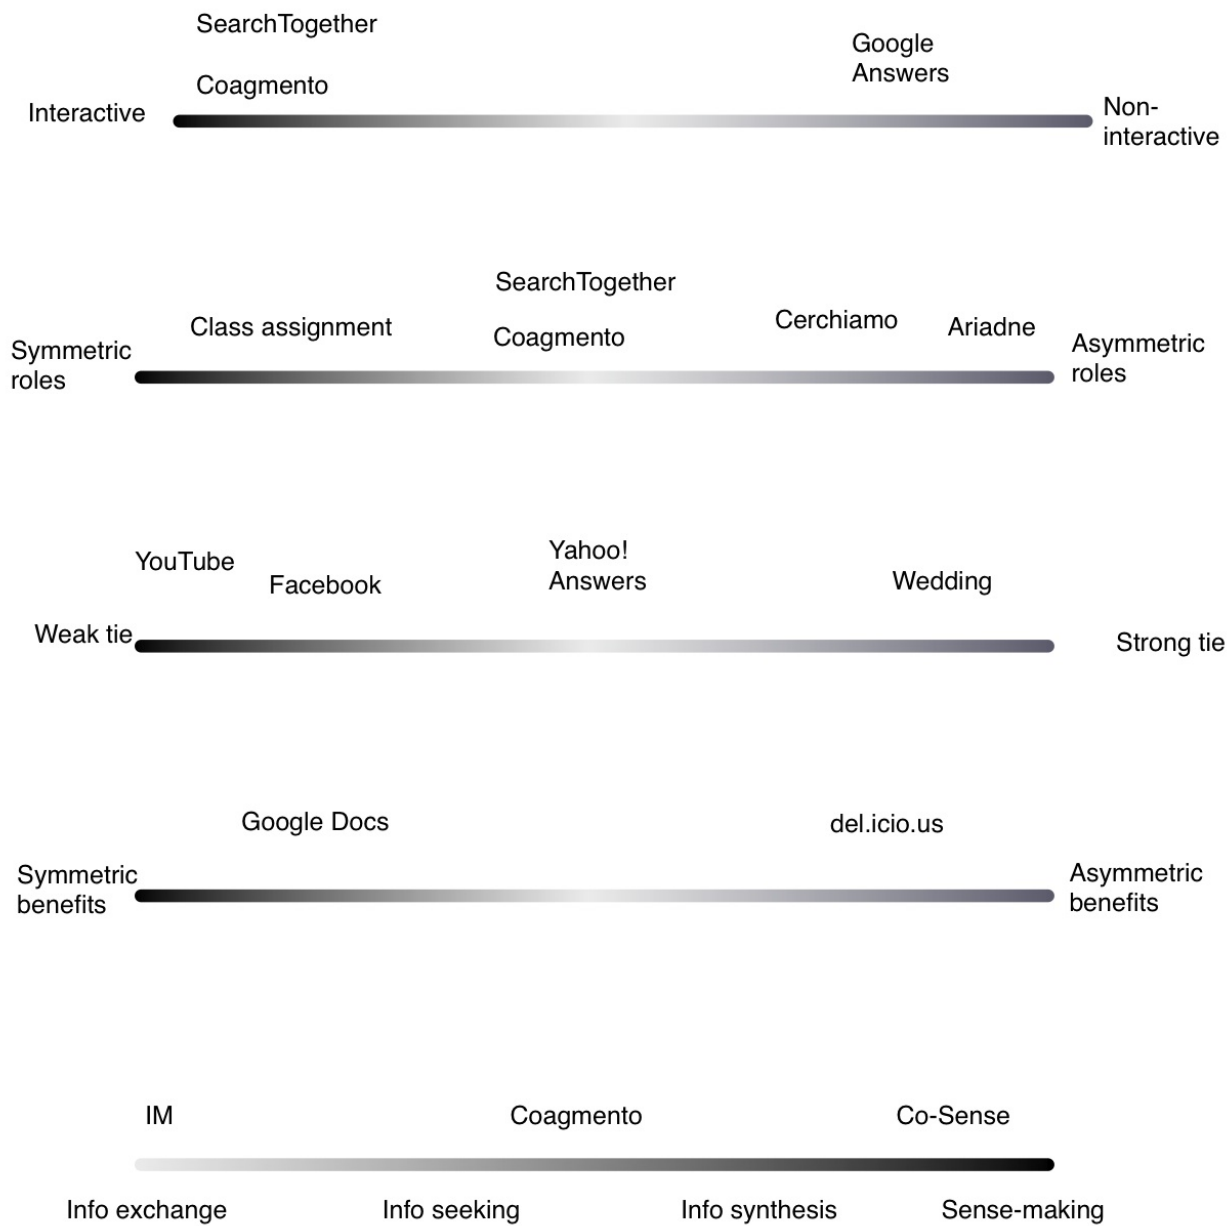 SearchTogether
Google
Answers
Coagmento
Interactive
Non-
interactive
SearchTogether
Class assignment
Coagmento
Cerchiamo
Ariadne
Symmetric
roles
Asymmetric
roles
YouTube
Facebook
Yahoo!
Answers
Wedding
Weak tie
Strong tie
Google Docs
del.icio.us
Symmetric
benefits
Asymmetric
benefits
IM
Coagmento
Co-Sense
Info exchange
Info seeking
Info synthesis
Sense-making